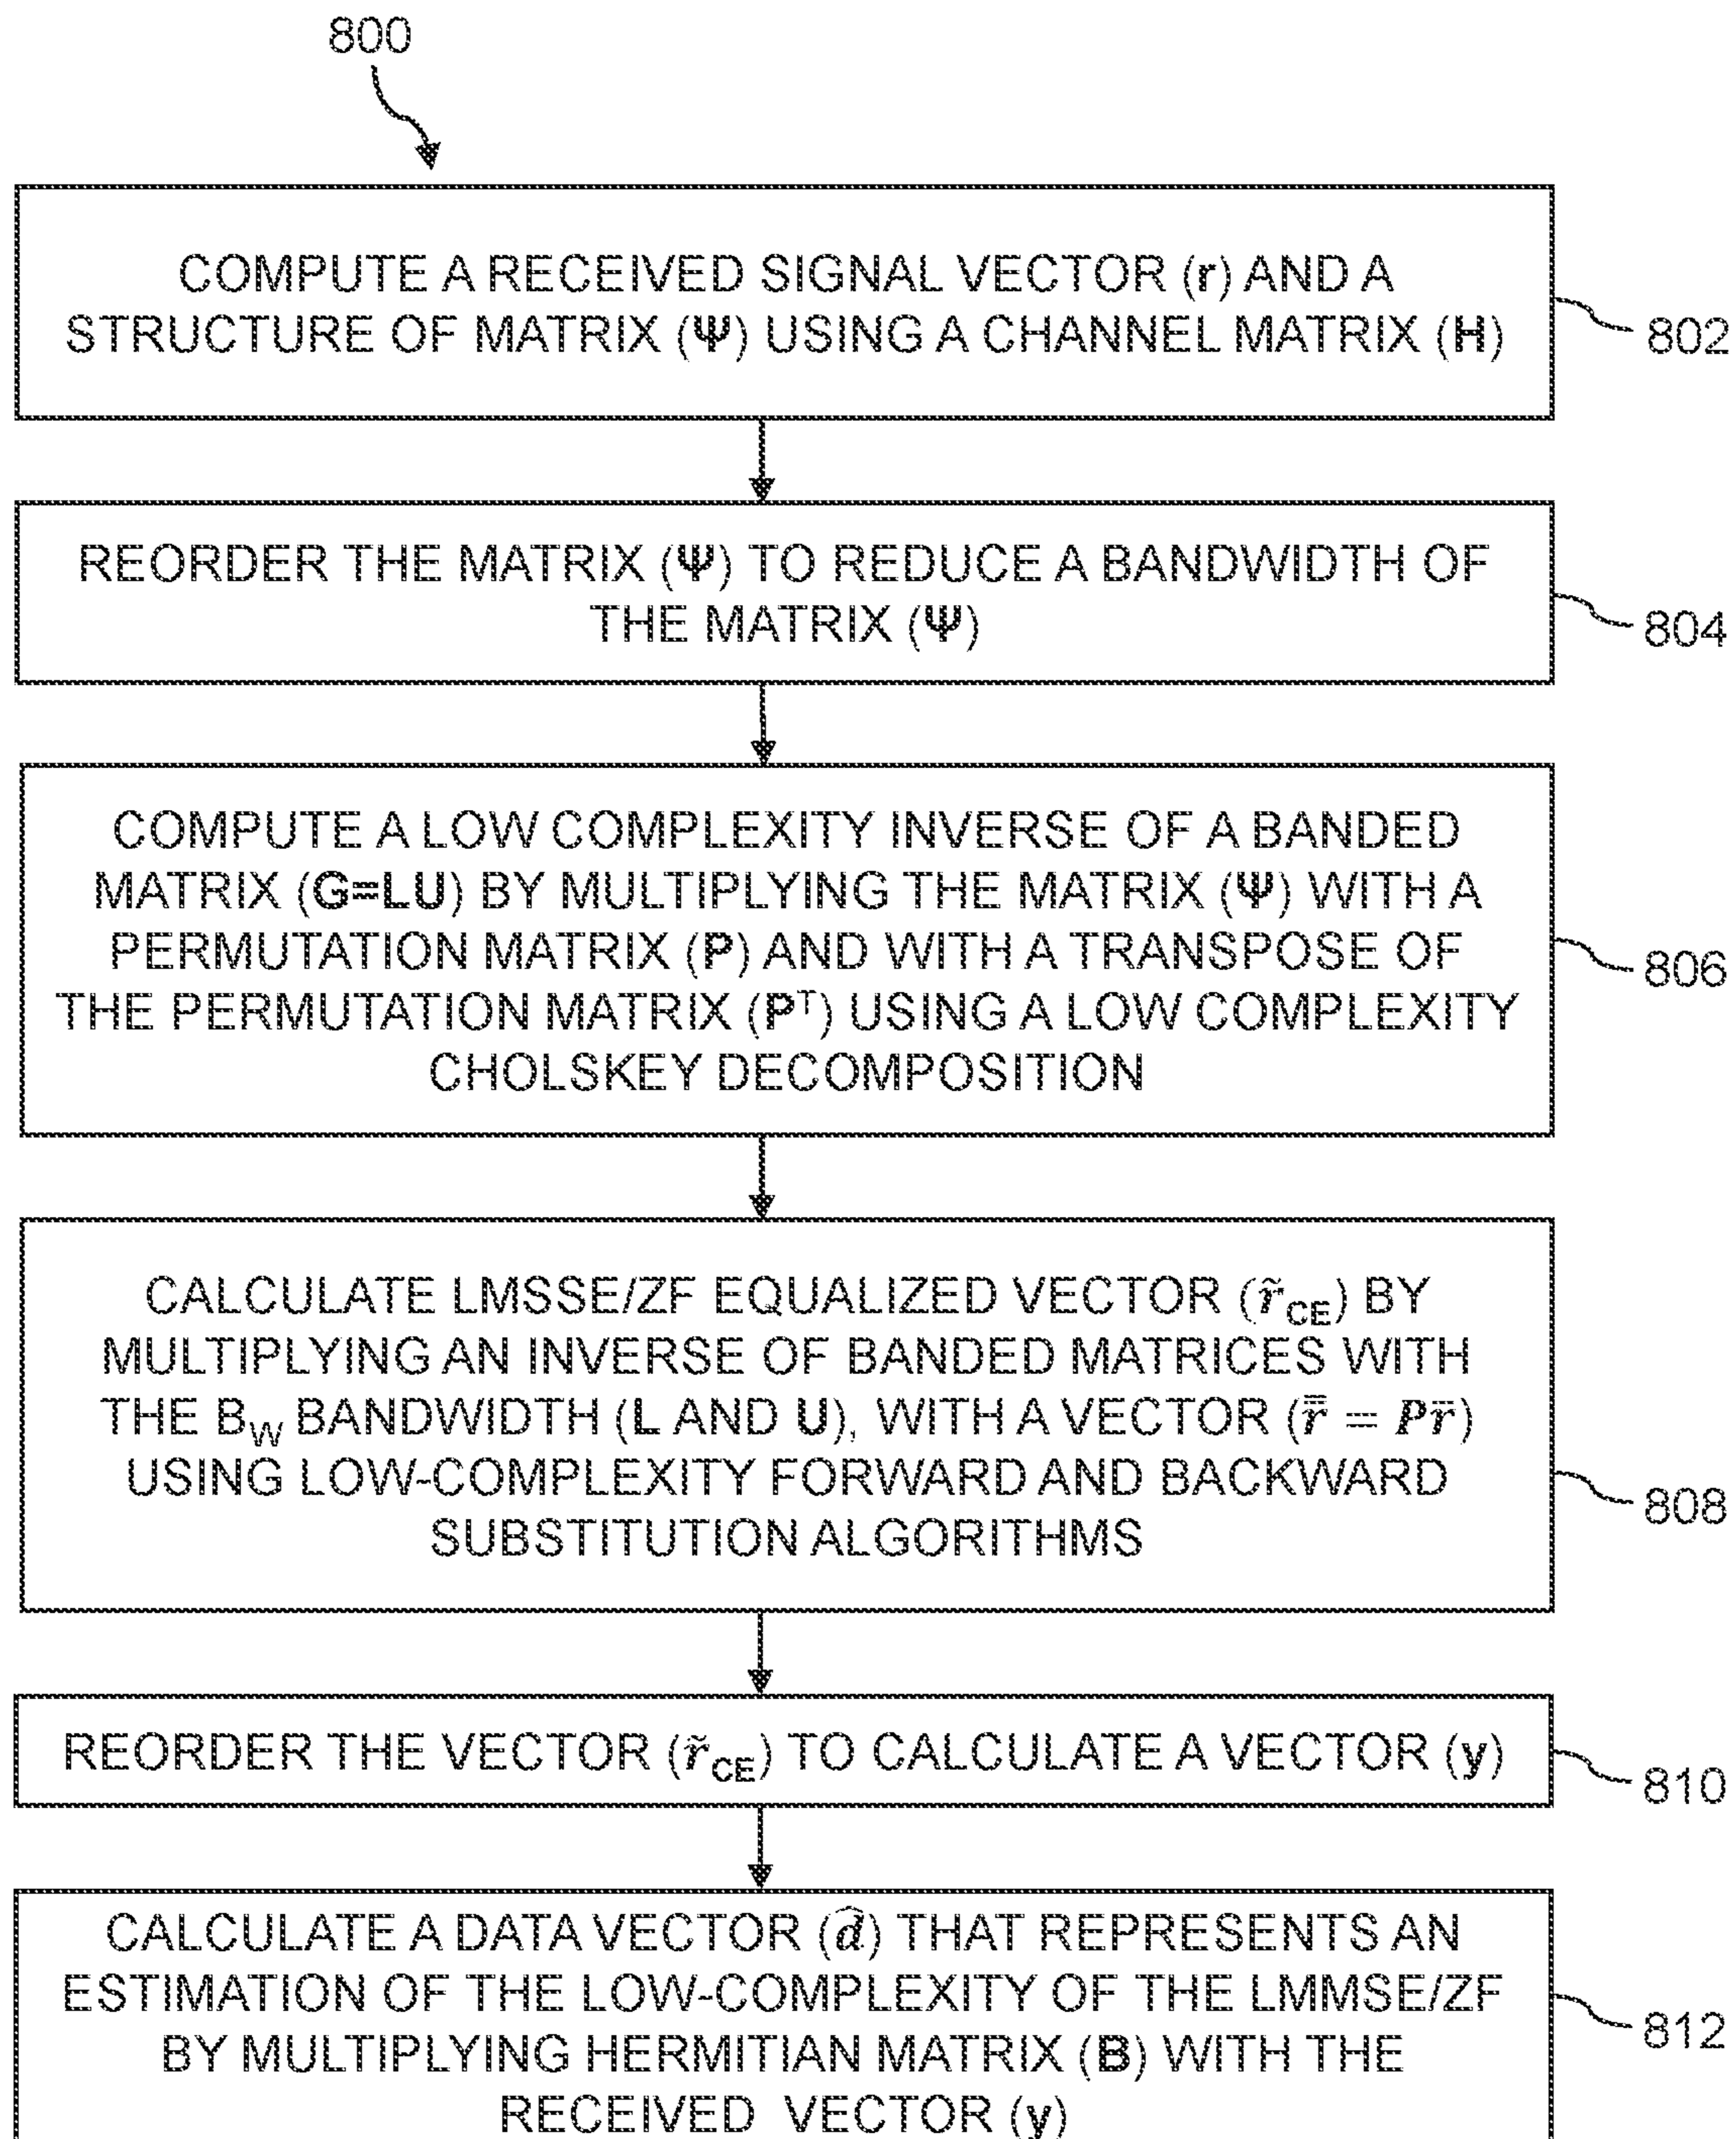 800
COMPUTE A RECEIVED SIGNAL VECTOR (r) AND A
STRUCTURE OF MATRIX (Ψ) USING A CHANNEL MATRIX (H)
802
REORDER THE MATRIX (Ψ) TO REDUCE A BANDWIDTH OF
THE MATRIX (Ψ)
804
COMPUTE A LOW COMPLEXITY INVERSE OF A BANDED
MATRIX (G=LU) BY MULTIPLYING THE MATRIX (Ψ) WITH A
PERMUTATION MATRIX (P) AND WITH A TRANSPOSE OF
THE PERMUTATION MATRIX (Pᵀ) USING A LOW COMPLEXITY
CHOLSKEY DECOMPOSITION
806
CALCULATE LMSSE/ZF EQUALIZED VECTOR (r̃_CE) BY
MULTIPLYING AN INVERSE OF BANDED MATRICES WITH
THE B_W BANDWIDTH (L AND U), WITH A VECTOR (r̿ = Pr̄)
USING LOW-COMPLEXITY FORWARD AND BACKWARD
SUBSTITUTION ALGORITHMS
808
REORDER THE VECTOR (r̃_CE) TO CALCULATE A VECTOR (y)
810
CALCULATE A DATA VECTOR (d̂) THAT REPRESENTS AN
ESTIMATION OF THE LOW-COMPLEXITY OF THE LMMSE/ZF
BY MULTIPLYING HERMITIAN MATRIX (B) WITH THE
RECEIVED VECTOR (y)
812